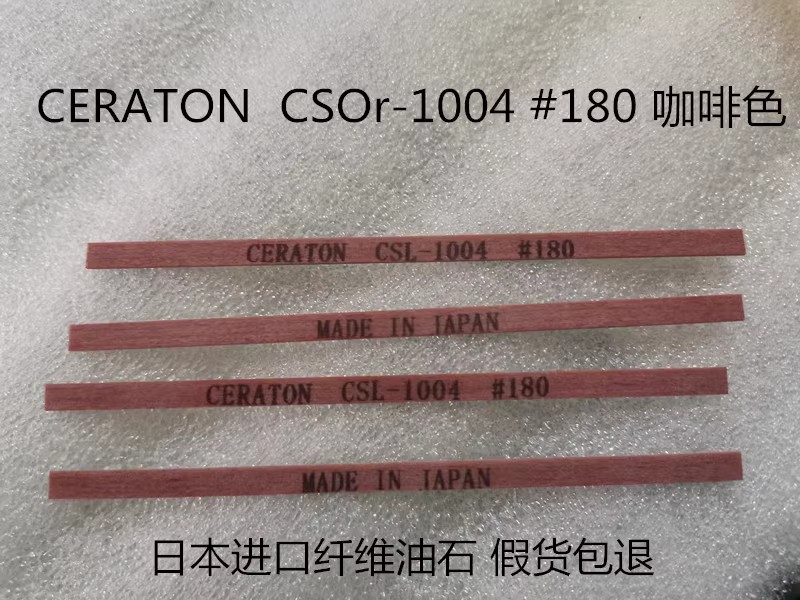 CERATON CSOr-1004 #180 咖啡色
CERATON CSL-1004 #180
MADE IN JAPAN
CERATON CSL-1004 #180
MADE IN JAPAN
日本进口纤维油石 假货包退